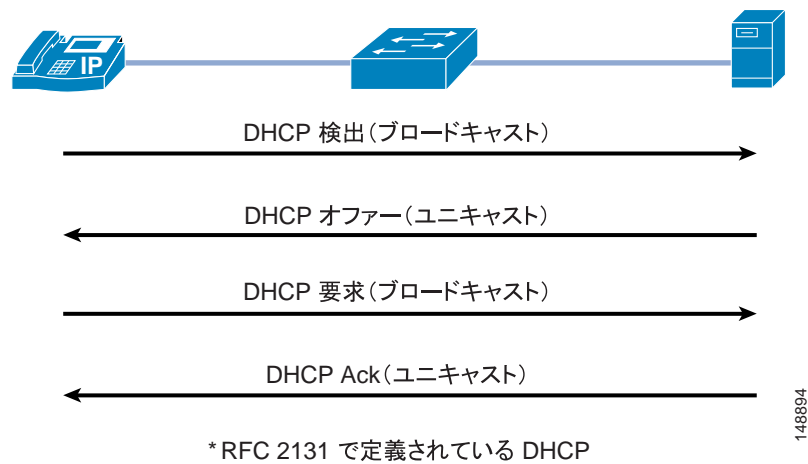 IP
DHCP 検出(ブロードキャスト)
DHCP オファー(ユニキャスト)
DHCP 要求(ブロードキャスト)
DHCP Ack(ユニキャスト)
148894
* RFC 2131 で定義されている DHCP